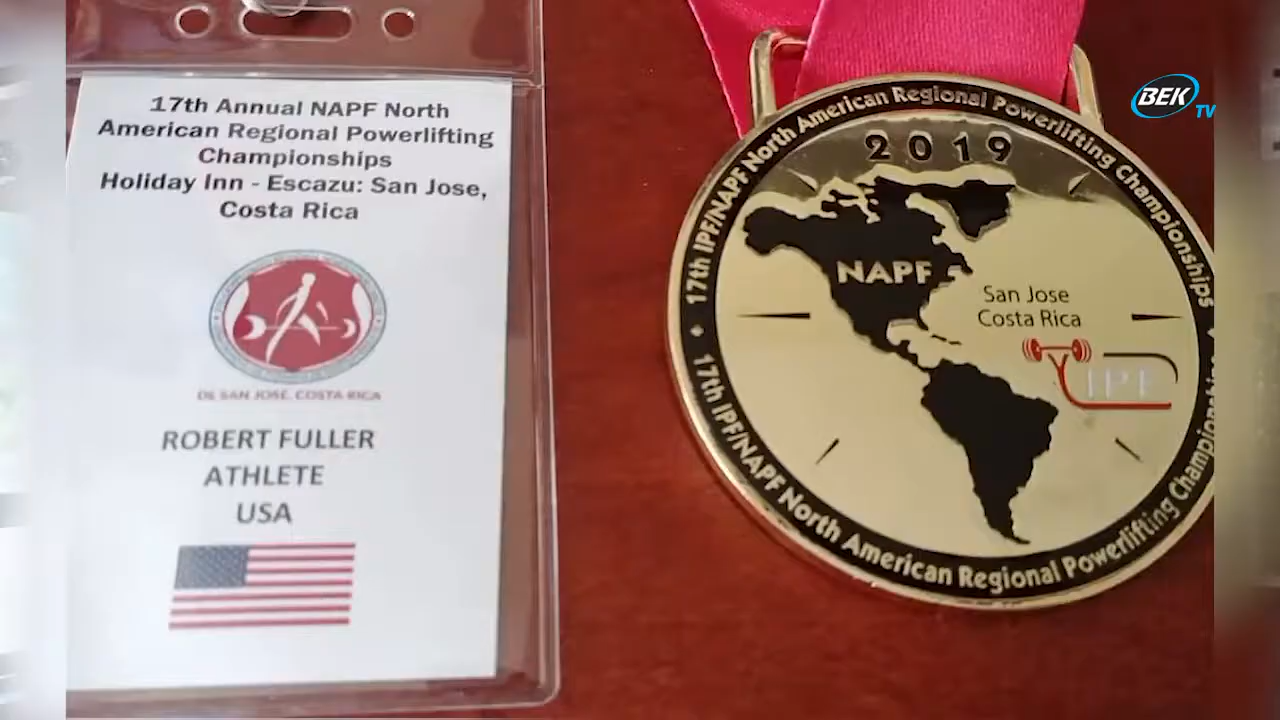 17th Annual NAPF North
American Regional Powerlifting
Championships
Holiday Inn - Escazu: San Jose,
Costa Rica
DE SAN JOSE, COSTA RICA
ROBERT FULLER
ATHLETE
USA
17th IPF/NAPF North American Regional Powerlifting Championships
2019
NAPF
San Jose
Costa Rica
IPF
17th IPF/NAPF North American Regional Powerlifting Championships
BEK TV